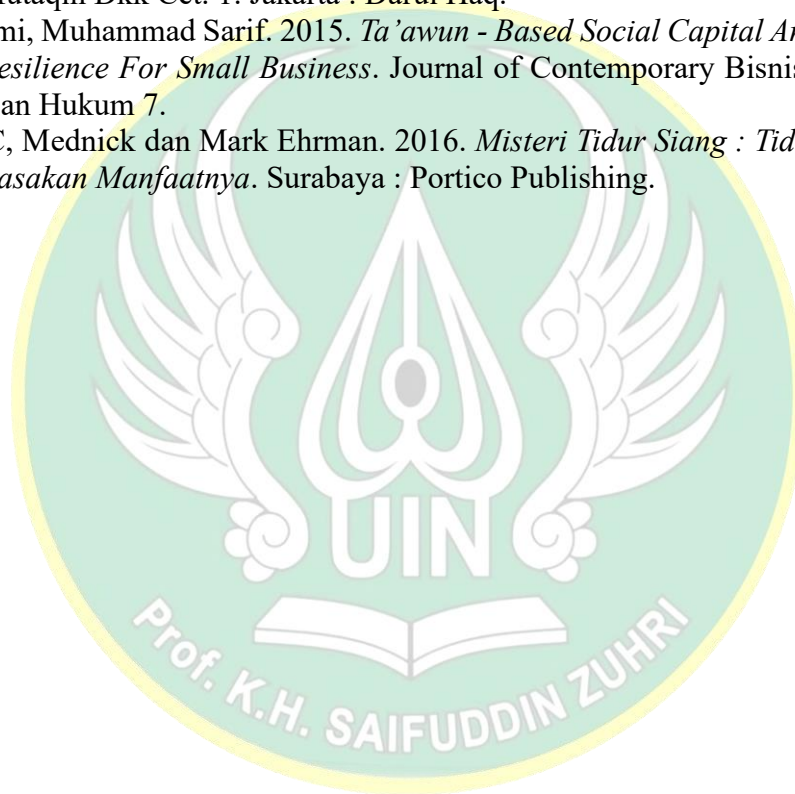 Dkk Cet. 1. Jakarta : Darul Haq.
mi, Muhammad Sarif. 2015. Ta’awun - Based Social Capital An
esilience For Small Business. Journal of Contemporary Bisnis
an Hukum 7.
C, Mednick dan Mark Ehrman. 2016. Misteri Tidur Siang : Tid
asakan Manfaatnya. Surabaya : Portico Publishing.
UIN
Prof. K.H. SAIFUDDIN ZUHRI